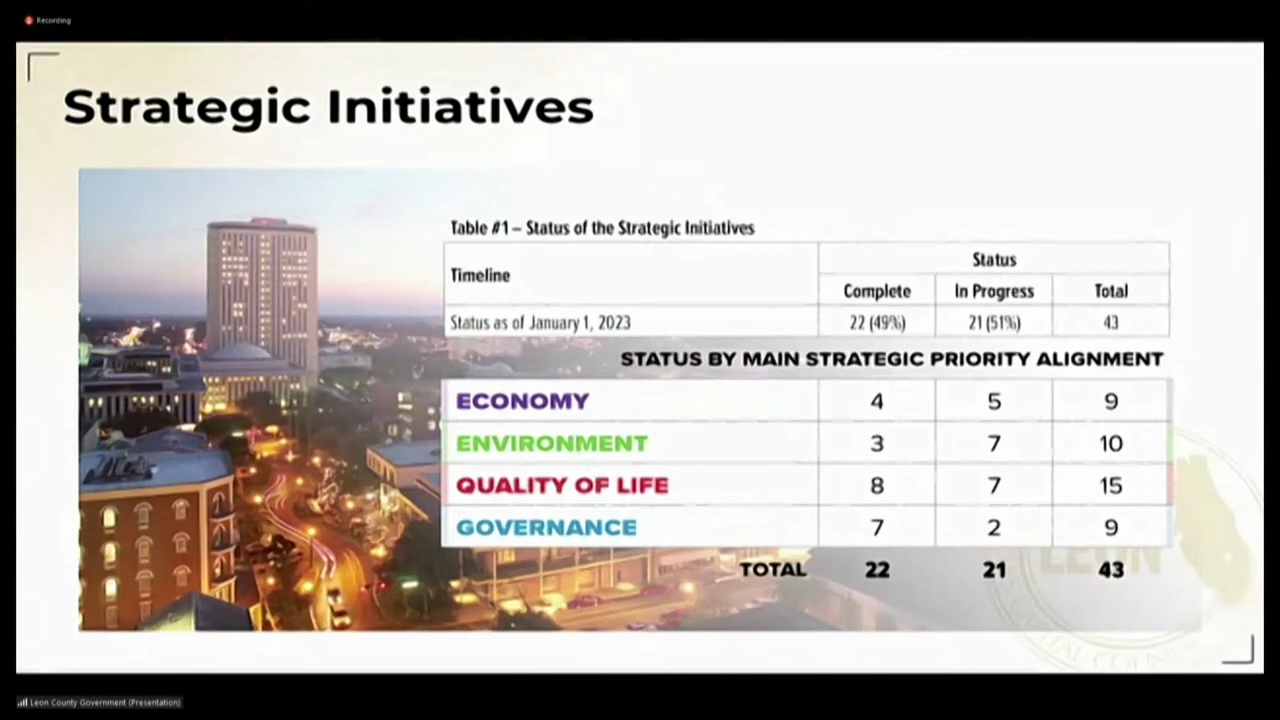 Recording
Strategic Initiatives
Table #1 – Status of the Strategic Initiatives
Timeline
Status
Complete In Progress Total
Status as of January 1, 2023 22 (49%) 21 (51%) 43
STATUS BY MAIN STRATEGIC PRIORITY ALIGNMENT
ECONOMY 4 5 9
ENVIRONMENT 3 7 10
QUALITY OF LIFE 8 7 15
GOVERNANCE 7 2 9
LEON
TOTAL 22 21 43
Leon County Government (Presentation)